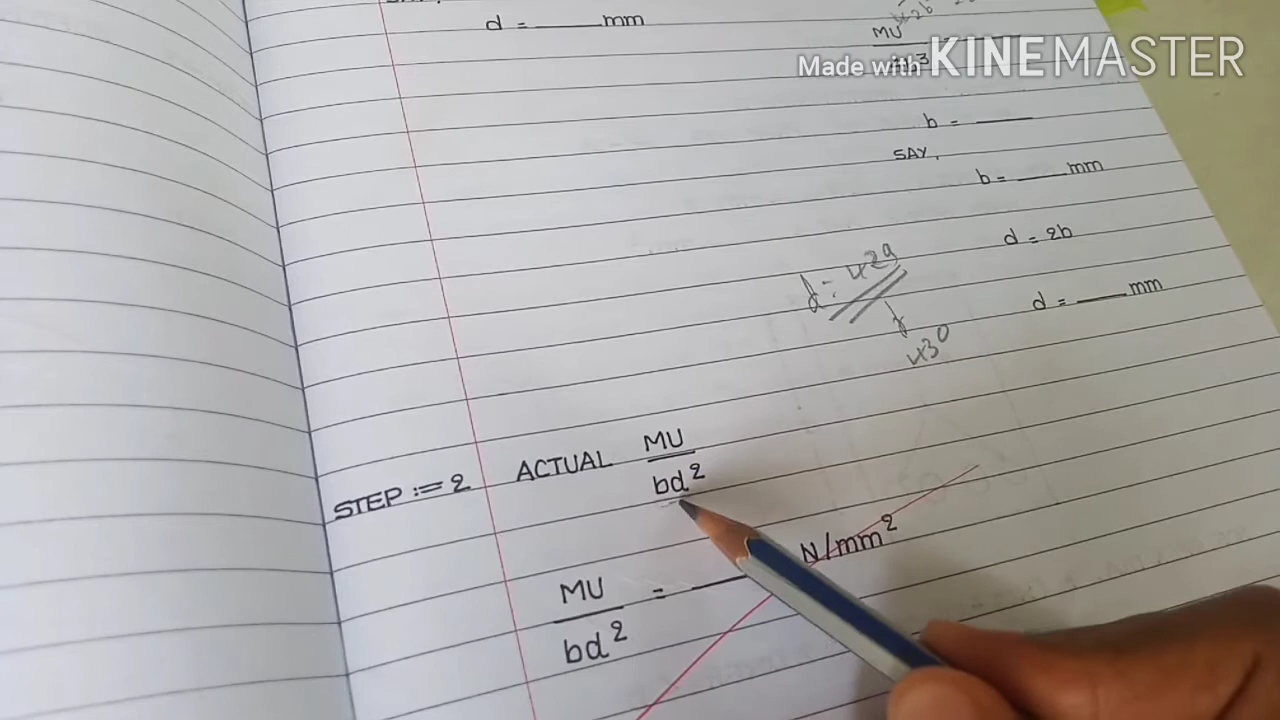 d = ____ mm
MU
Made with KINEMASTER
b = ____
SAY,
b = ____ mm
d = 2b
d = 429
d = ____ mm
430
STEP := 2 ACTUAL MU
bd²
MU = ____ N/mm²
bd²